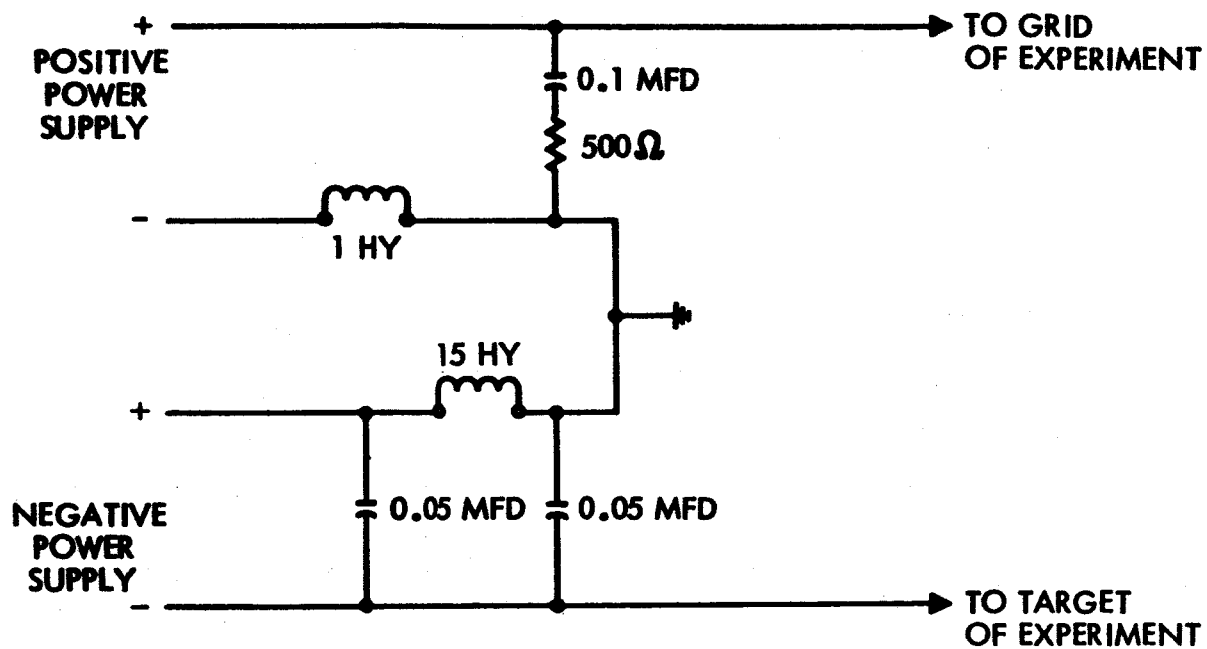 +
TO GRID
OF EXPERIMENT
POSITIVE
POWER
SUPPLY
0.1 MFD
500Ω
-
1 HY
15 HY
+
0.05 MFD
0.05 MFD
NEGATIVE
POWER
SUPPLY
-
TO TARGET
OF EXPERIMENT